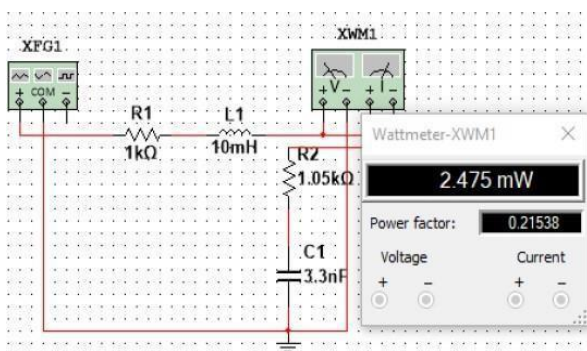 XFG1
XWM1
+ COM -
+ V - + I -
R1
1kΩ
L1
10mH
R2
1.05kΩ
C1
3.3nF
Wattmeter-XWM1 ×
2.475 mW
Power factor: 0.21538
Voltage Current
+ - + -